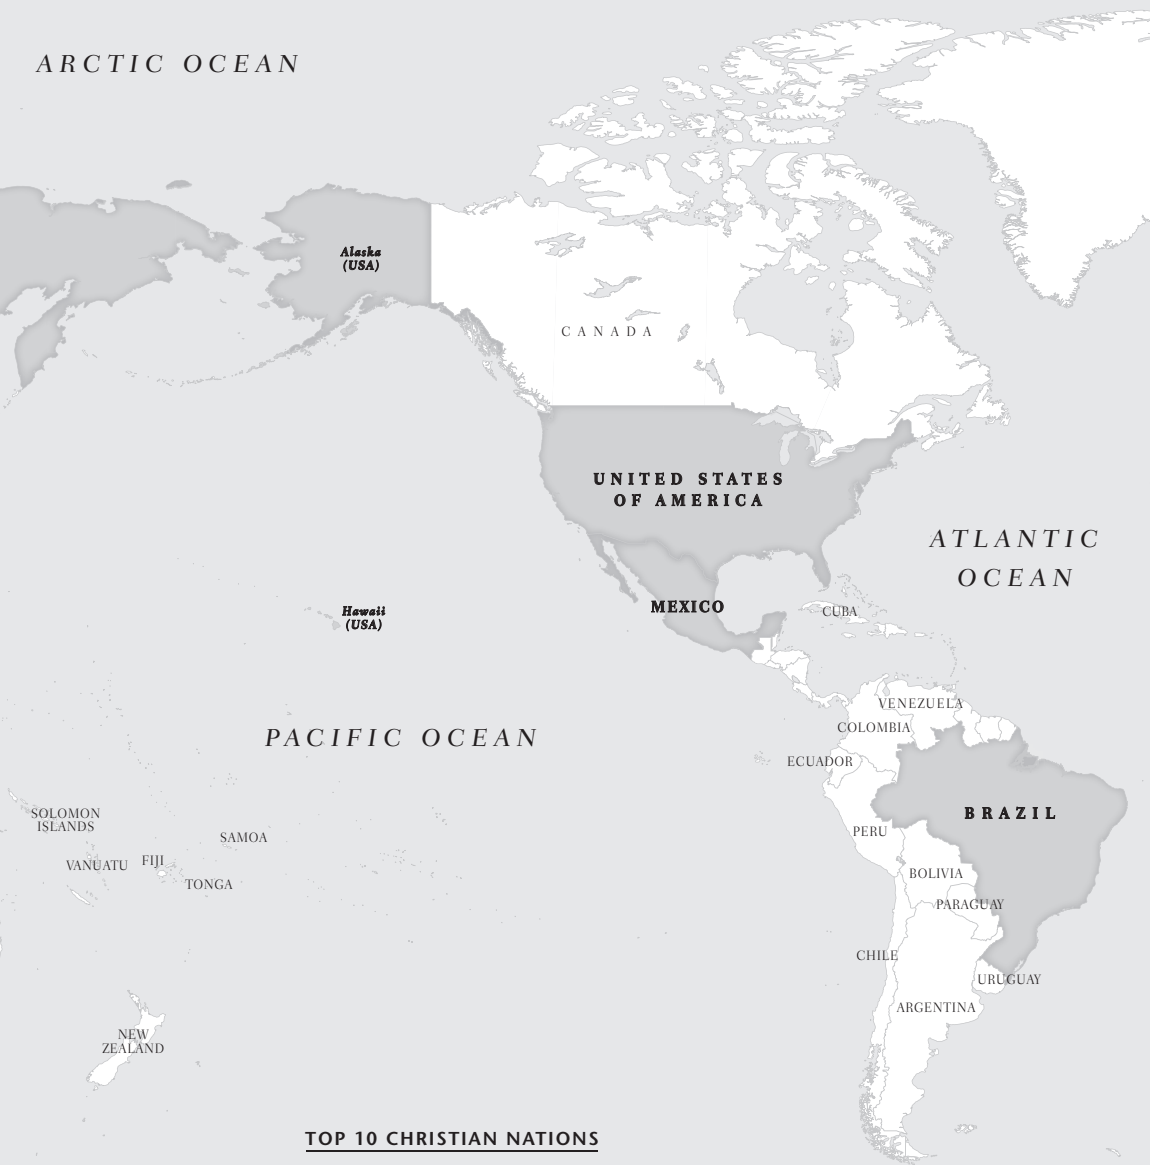 ARCTIC OCEAN
Alaska
(USA)
CANADA
UNITED STATES
OF AMERICA
ATLANTIC
OCEAN
Hawaii
(USA)
MEXICO
CUBA
VENEZUELA
COLOMBIA
PACIFIC OCEAN
ECUADOR
SOLOMON
ISLANDS
BRAZIL
SAMOA
PERU
VANUATU
FIJI
TONGA
BOLIVIA
PARAGUAY
CHILE
URUGUAY
ARGENTINA
NEW
ZEALAND
TOP 10 CHRISTIAN NATIONS